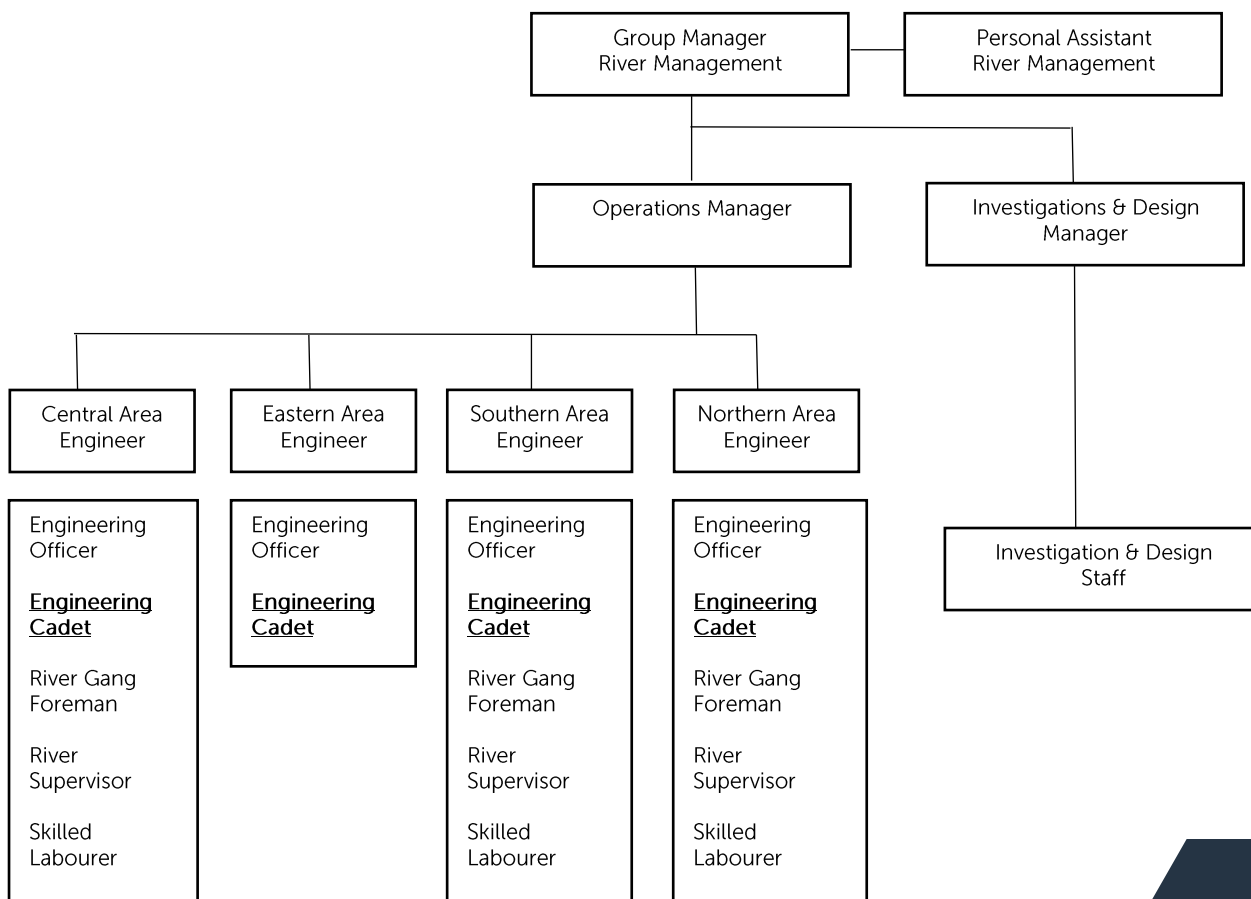 Group Manager
River Management
Personal Assistant
River Management
Operations Manager
Investigations & Design
Manager
Central Area
Engineer
Eastern Area
Engineer
Southern Area
Engineer
Northern Area
Engineer
Engineering
Officer
Engineering
Cadet
River Gang
Foreman
River
Supervisor
Skilled
Labourer
Engineering
Officer
Engineering
Cadet
Engineering
Officer
Engineering
Cadet
River Gang
Foreman
River
Supervisor
Skilled
Labourer
Engineering
Officer
Engineering
Cadet
River Gang
Foreman
River
Supervisor
Skilled
Labourer
Investigation & Design
Staff